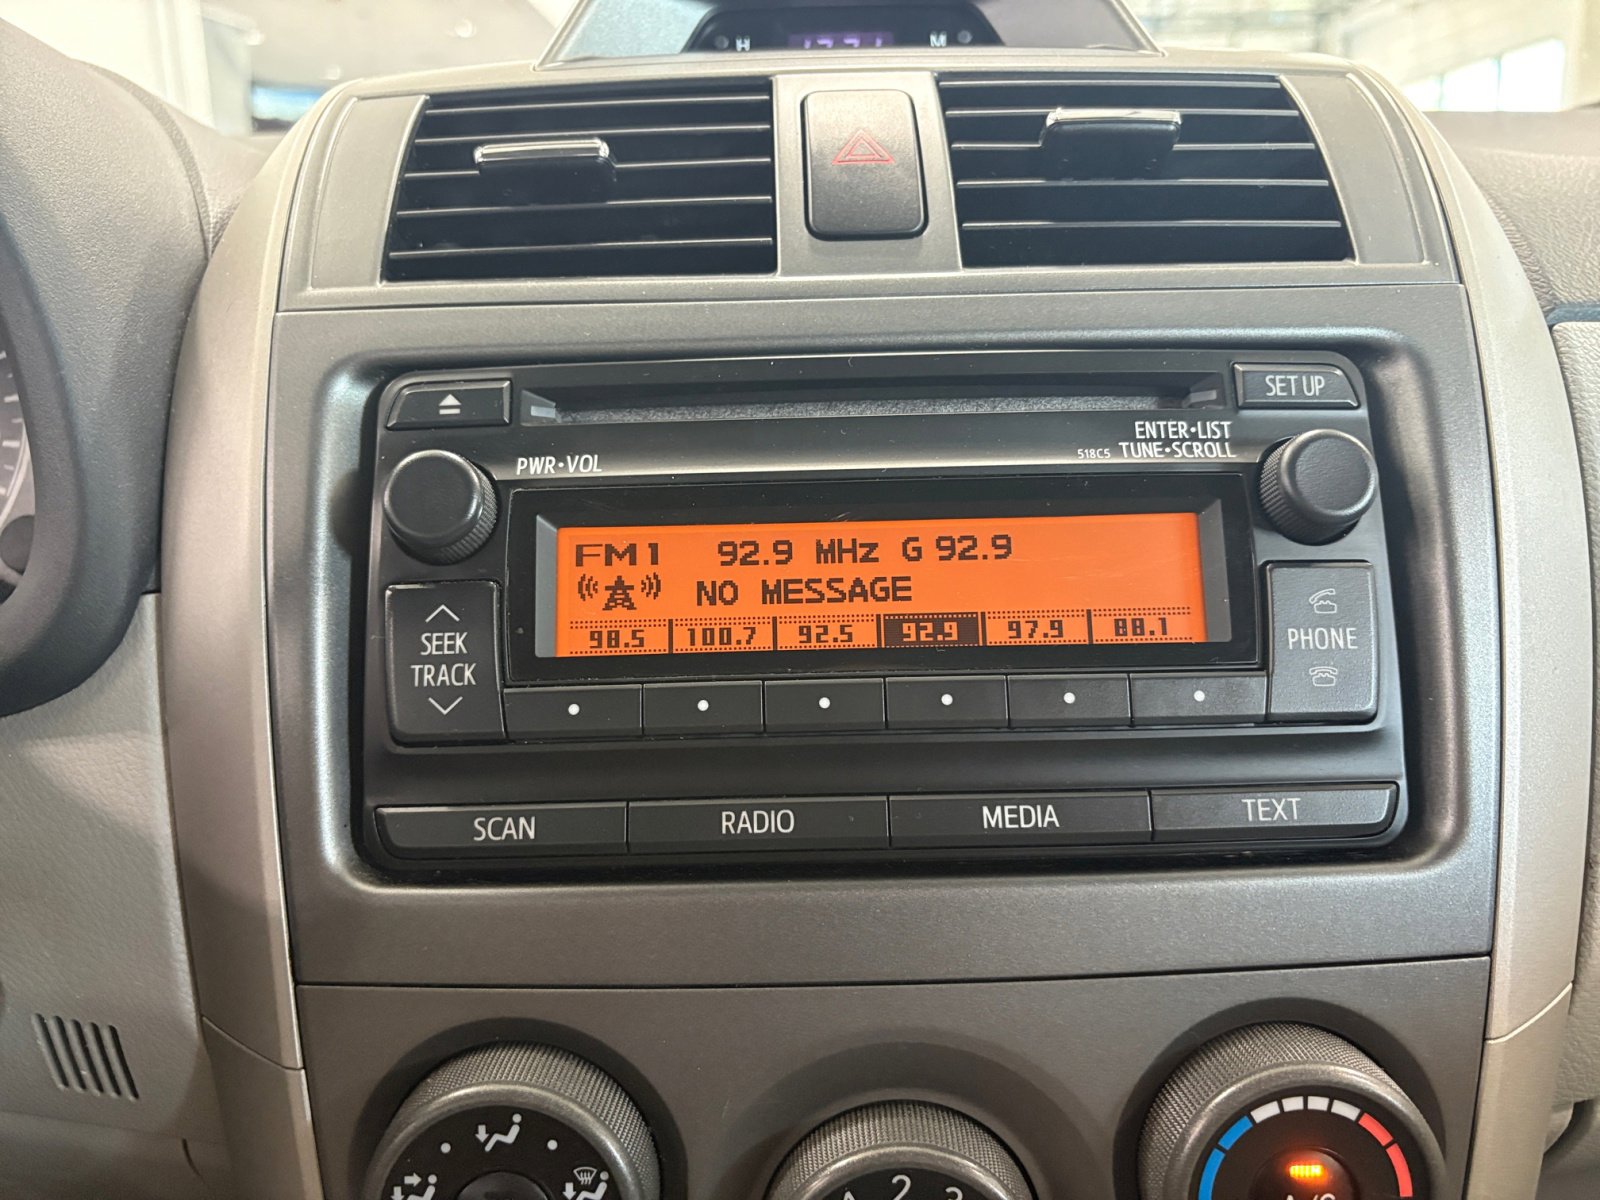 H M
SET UP
ENTER•LIST
518C5 TUNE•SCROLL
PWR•VOL
FM1 92.9 MHz G 92.9
NO MESSAGE
98.5 100.7 92.5 92.9 97.9 88.1
SEEK
TRACK
PHONE
SCAN RADIO MEDIA TEXT
2